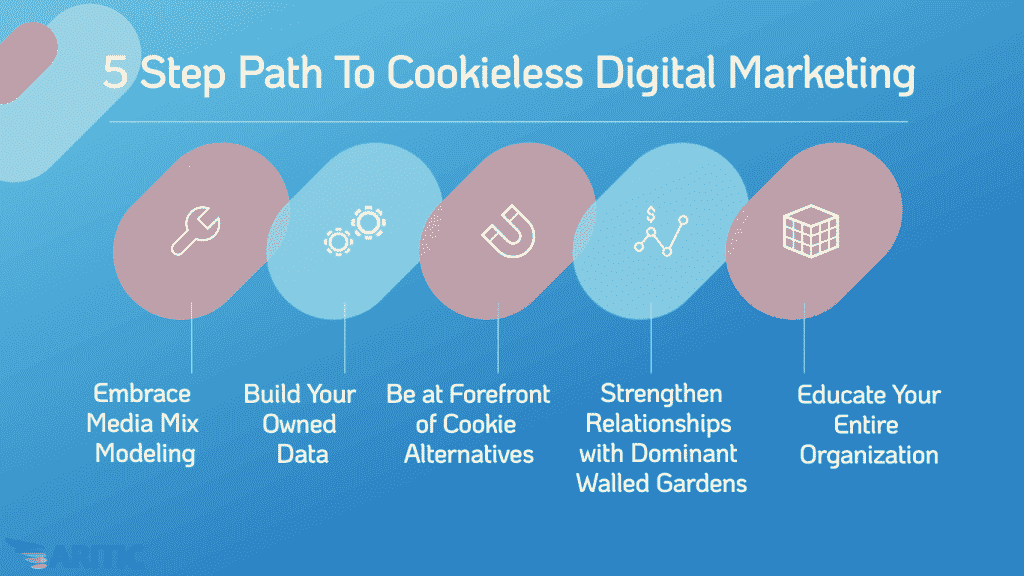 5 Step Path To Cookieless Digital Marketing
$
Embrace
Media Mix
Modeling
Build Your
Owned
Data
Be at Forefront
of Cookie
Alternatives
Strengthen
Relationships
with Dominant
Walled Gardens
Educate Your
Entire
Organization
ARITIC